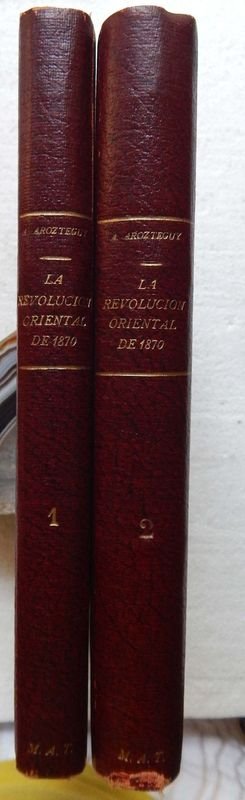 A. AROZTEGUY
LA
REVOLUCION
ORIENTAL
DE 1870
1
M. A. T.
A. AROZTEGUY
LA
REVOLUCION
ORIENTAL
DE 1870
2
M. A. T.